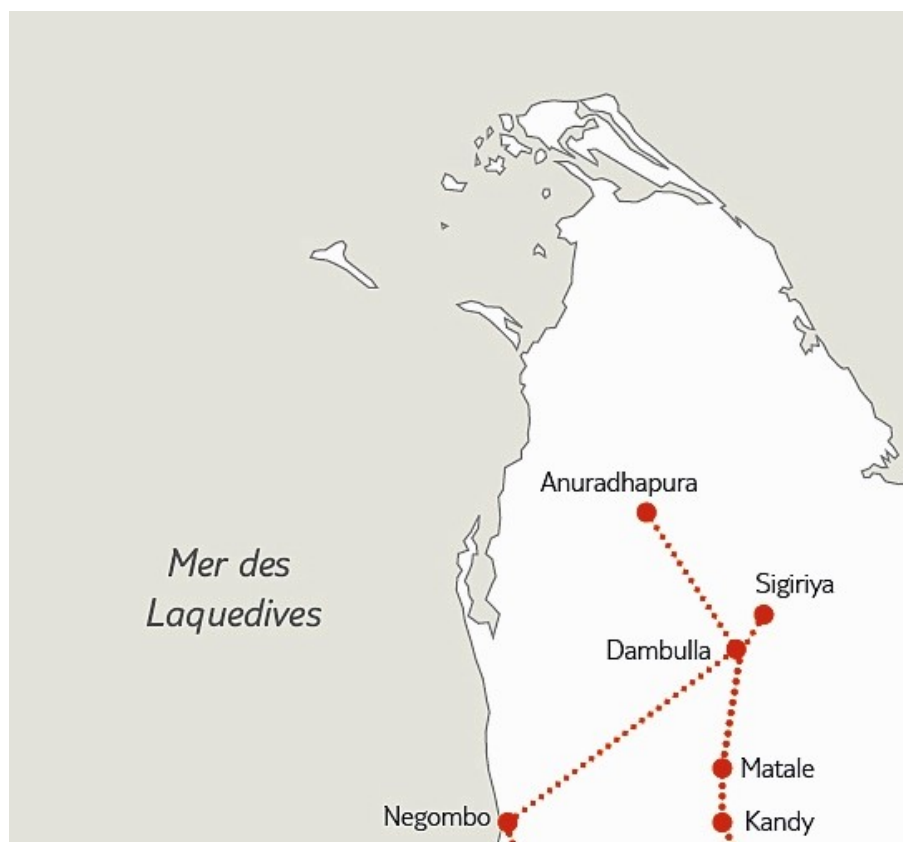 Anuradhapura
Mer des
Laquedives
Sigiriya
Dambulla
Matale
Negombo
Kandy